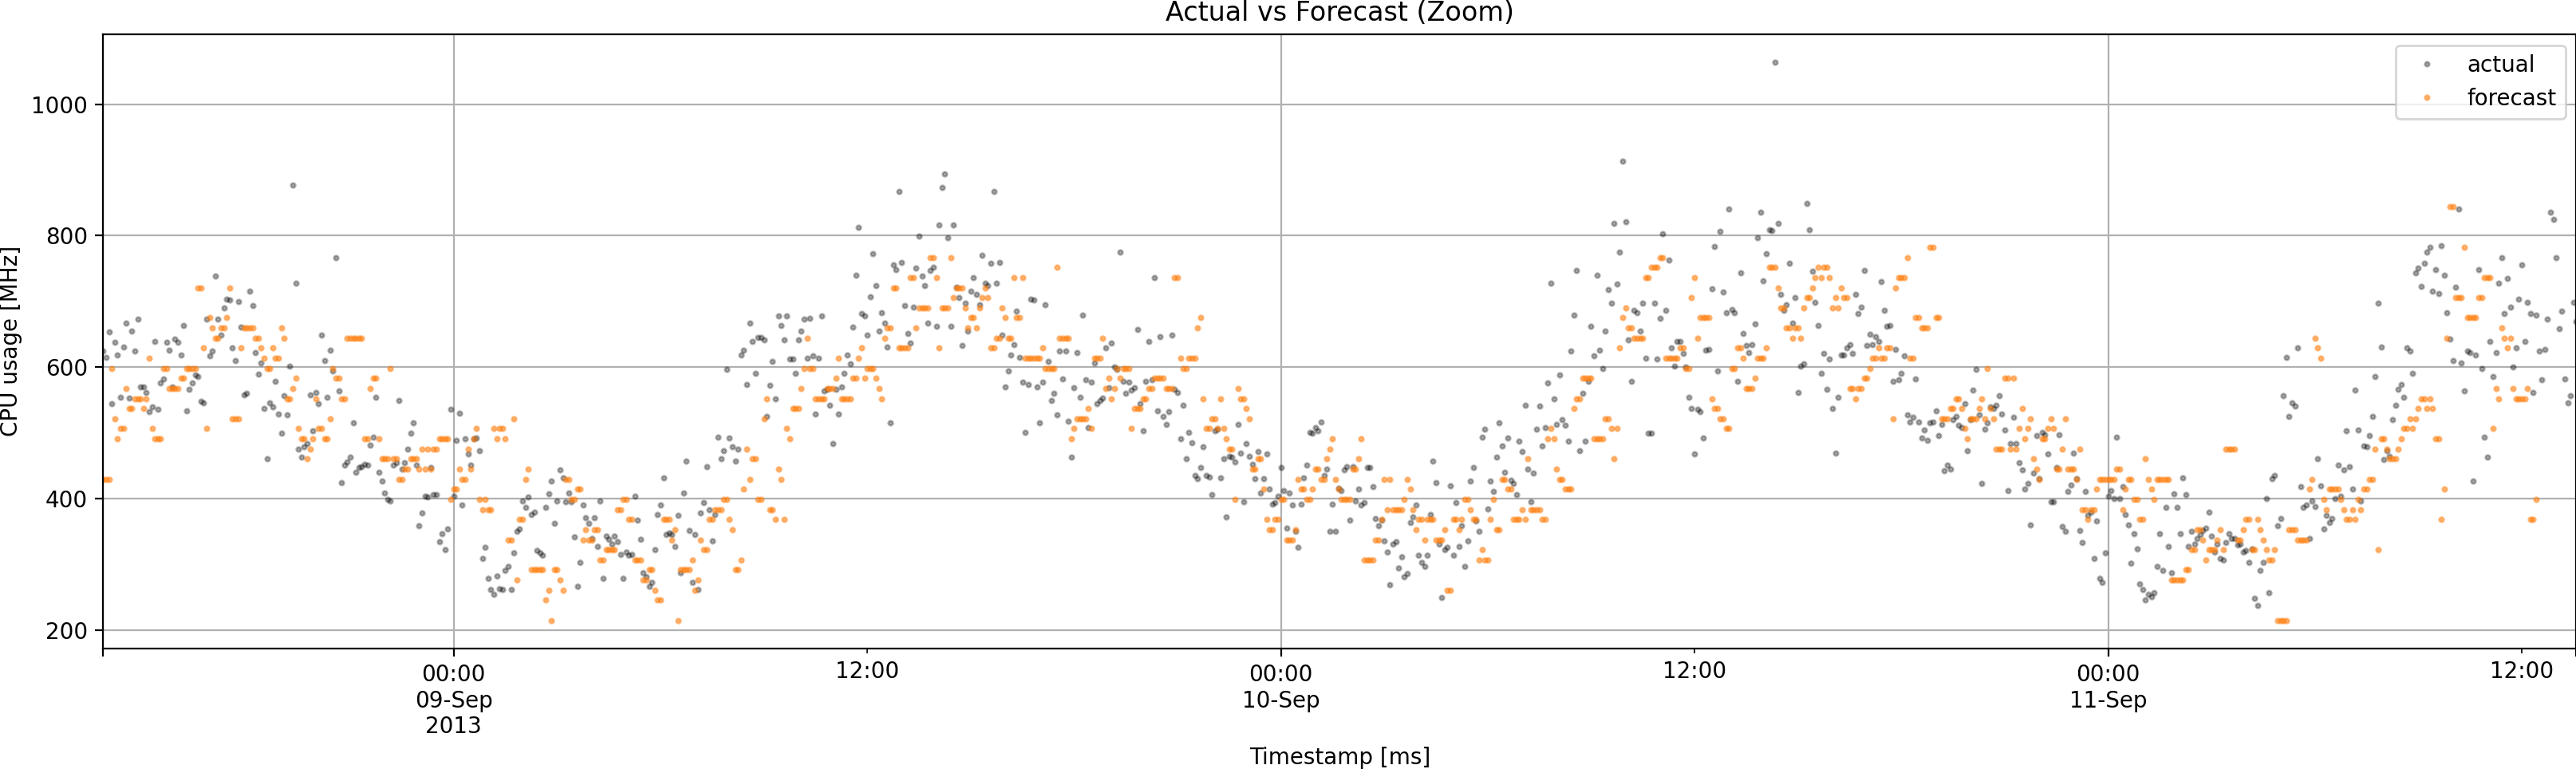 Actual vs Forecast (Zoom)
actual
forecast
1000
800
600
400
200
CPU usage [MHz]
00:00
09-Sep
2013
12:00
00:00
10-Sep
12:00
00:00
11-Sep
12:00
Timestamp [ms]